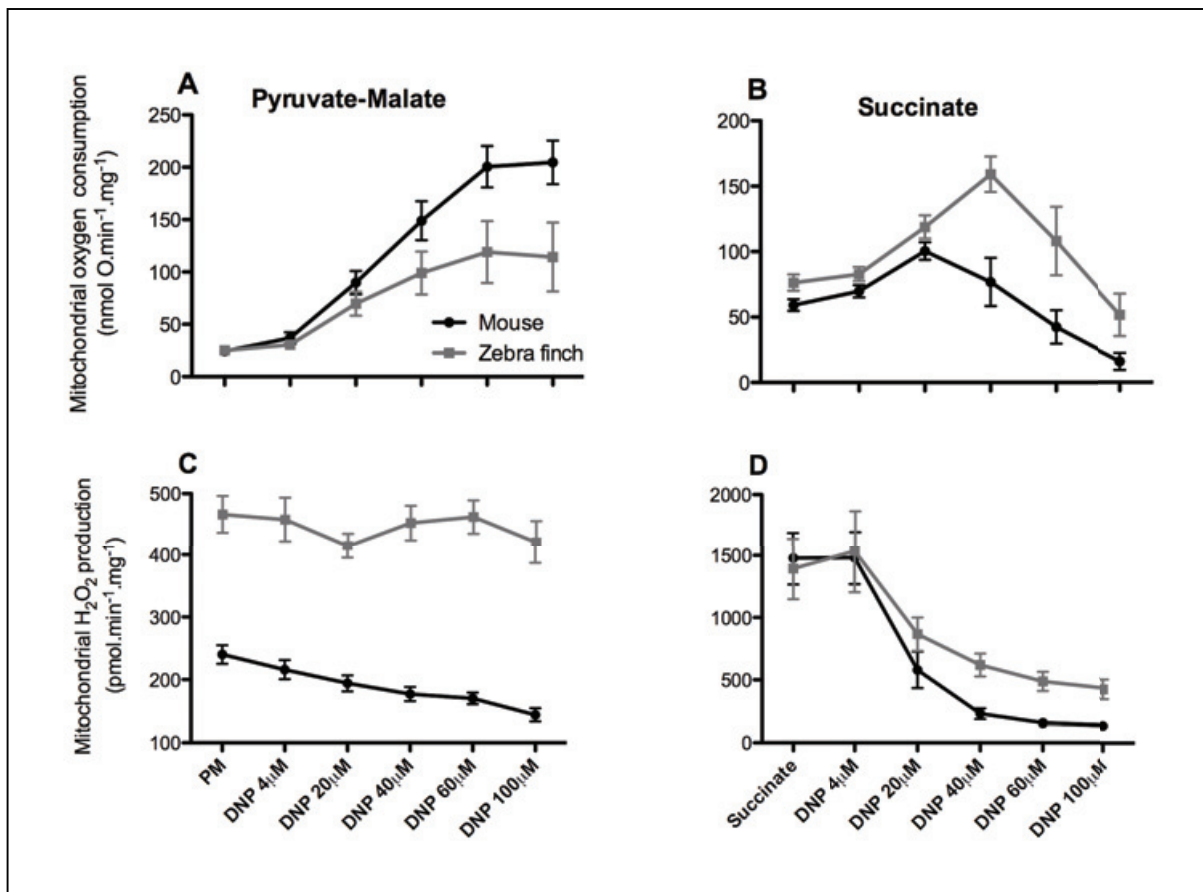 A
Pyruvate-Malate
Mitochondrial oxygen consumption
(nmol O.min⁻¹.mg⁻¹)
250
200
150
100
50
0
Mouse
Zebra finch
B
Succinate
200
150
100
50
0
C
Mitochondrial H₂O₂ production
(pmol.min⁻¹.mg⁻¹)
500
400
300
200
100
PM
DNP 4μM
DNP 20μM
DNP 40μM
DNP 60μM
DNP 100μM
D
2000
1500
1000
500
0
Succinate
DNP 4μM
DNP 20μM
DNP 40μM
DNP 60μM
DNP 100μM